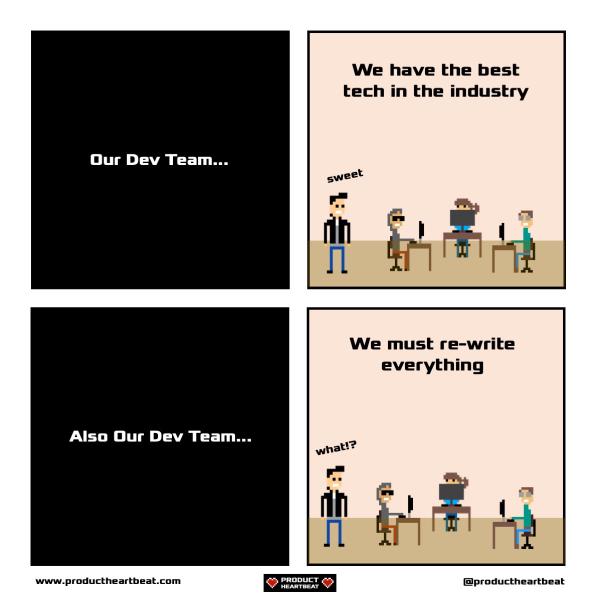 Our Dev Team...
We have the best
tech in the industry
sweet
Also Our Dev Team...
We must re-write
everything
what!?
www.productheartbeat.com
PRODUCT
HEARTBEAT
@productheartbeat